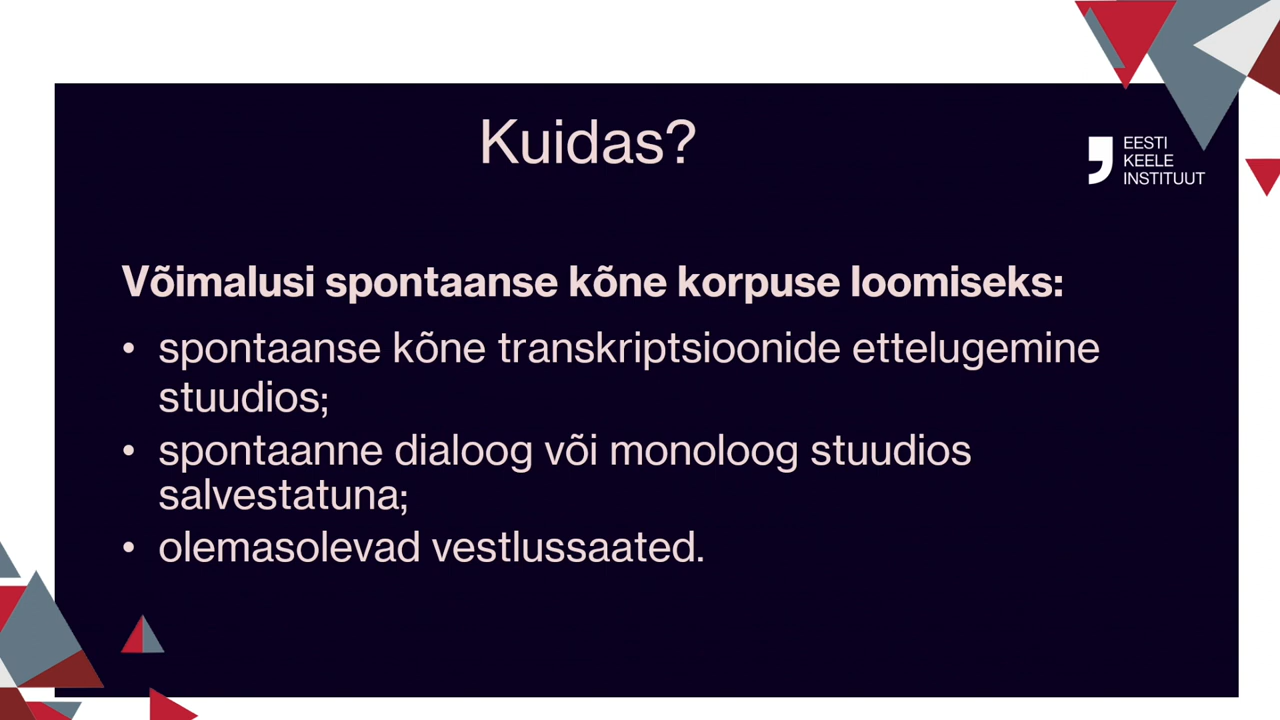 Kuidas?
EESTI
KEELE
INSTITUUT
Võimalusi spontaanse kõne korpuse loomiseks:
• spontaanse kõne transkriptsioonide ettelugemine
stuudios;
• spontaanne dialoog või monoloog stuudios
salvestatuna;
• olemasolevad vestlussaated.